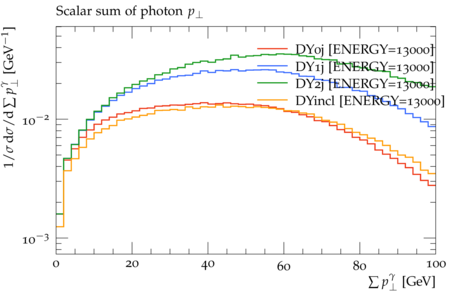 Scalar sum of photon p⊥
1/σ dσ/d∑ p⊥^γ [GeV⁻¹]
DY0j [ENERGY=13000]
DY1j [ENERGY=13000]
DY2j [ENERGY=13000]
DYincl [ENERGY=13000]
10⁻²
10⁻³
0 20 40 60 80 100
∑ p⊥^γ [GeV]